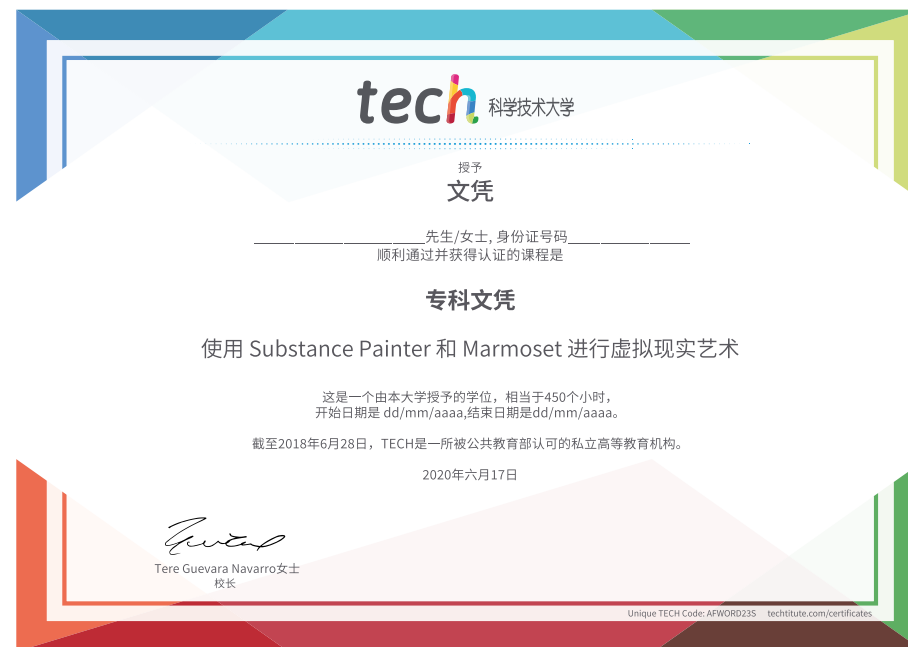 tech 科学技术大学
授予
文凭
先生/女士, 身份证号码
顺利通过并获得认证的课程是
专科文凭
使用 Substance Painter 和 Marmoset 进行虚拟现实艺术
这是一个由本大学授予的学位，相当于450个小时，
开始日期是 dd/mm/aaaa,结束日期是dd/mm/aaaa。
截至2018年6月28日，TECH是一所被公共教育部认可的私立高等教育机构。
2020年六月17日
Tere Guevara Navarro女士
校长
Unique TECH Code: AFWORD23S techtitute.com/certificates